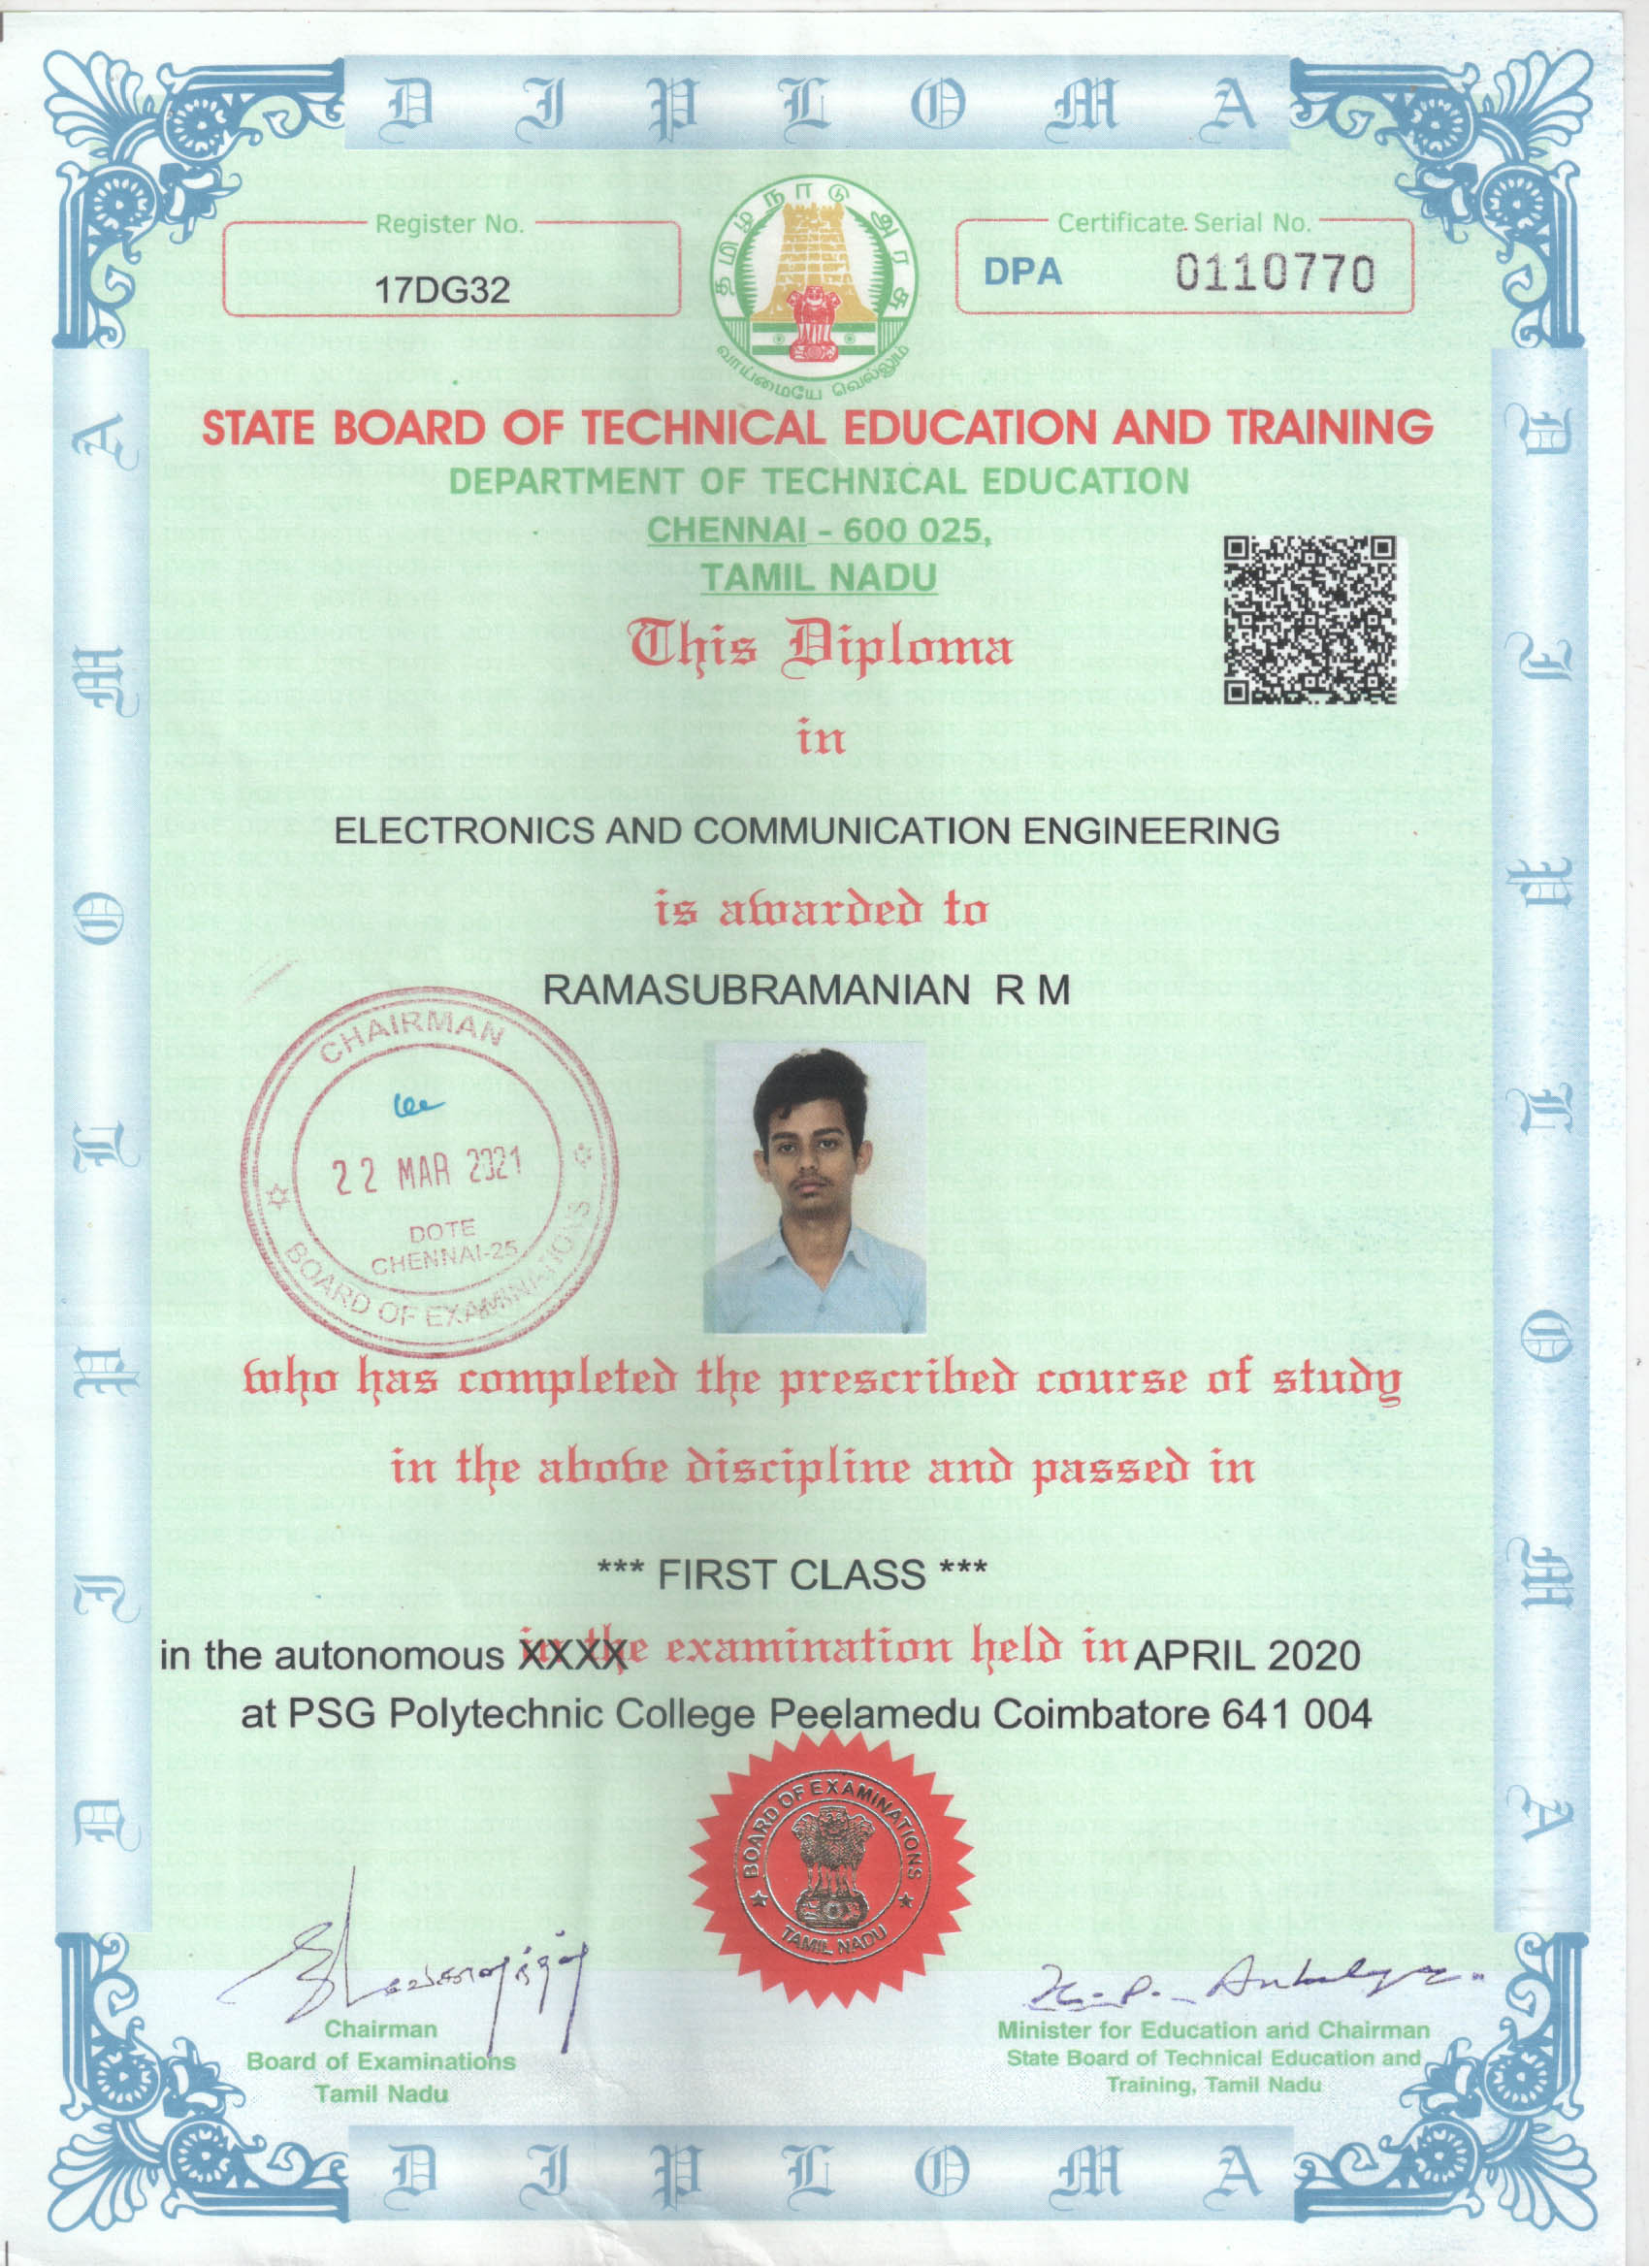 D I P L O M A
Register No.
17DG32
தமிழ்நாடு அரசு
வாய்மையே வெல்லும்
Certificate Serial No.
DPA 0110770
STATE BOARD OF TECHNICAL EDUCATION AND TRAINING
DEPARTMENT OF TECHNICAL EDUCATION
CHENNAI - 600 025,
TAMIL NADU
This Diploma
in
ELECTRONICS AND COMMUNICATION ENGINEERING
is awarded to
RAMASUBRAMANIAN R M
CHAIRMAN
22 MAR 2021
DOTE
CHENNAI-25
BOARD OF EXAMINATIONS
who has completed the prescribed course of study
in the above discipline and passed in
*** FIRST CLASS ***
in the autonomous XXXX the examination held in APRIL 2020
at PSG Polytechnic College Peelamedu Coimbatore 641 004
BOARD OF EXAMINATIONS
TAMIL NADU
Chairman
Board of Examinations
Tamil Nadu
Minister for Education and Chairman
State Board of Technical Education and
Training, Tamil Nadu
D I P L O M A
D I P L O M A
D I P L O M A